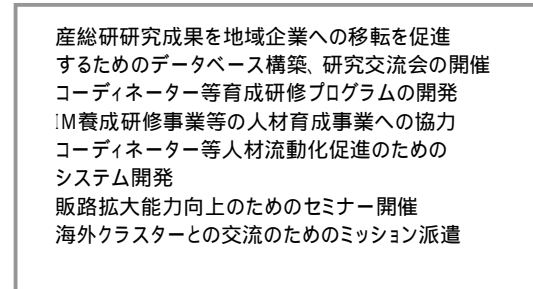 産総研研究成果を地域企業への移転を促進
するためのデータベース構築、研究交流会の開催
コーディネーター等育成研修プログラムの開発
IM養成研修事業等の人材育成事業への協力
コーディネーター等人材流動化促進のための
システム開発
販路拡大能力向上のためのセミナー開催
海外クラスターとの交流のためのミッション派遣